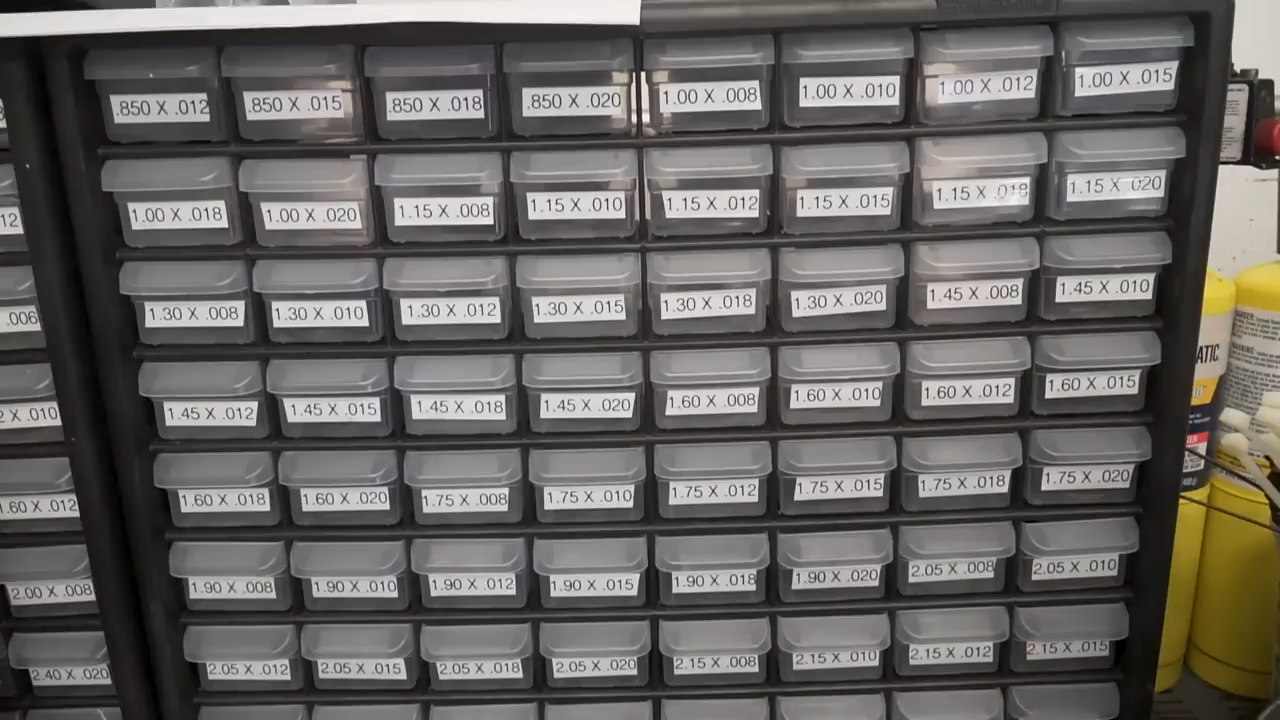 .850 X .012
.850 X .015
.850 X .018
.850 X .020
1.00 X .008
1.00 X .010
1.00 X .012
1.00 X .015
12
1.00 X .018
1.00 X .020
1.15 X .008
1.15 X .010
1.15 X .012
1.15 X .015
1.15 X .018
1.15 X .020
.006
1.30 X .008
1.30 X .010
1.30 X .012
1.30 X .015
1.30 X .018
1.30 X .020
1.45 X .008
1.45 X .010
2 X .010
1.45 X .012
1.45 X .015
1.45 X .018
1.45 X .020
1.60 X .008
1.60 X .010
1.60 X .012
1.60 X .015
1.60 X .012
1.60 X .018
1.60 X .020
1.75 X .008
1.75 X .010
1.75 X .012
1.75 X .015
1.75 X .018
1.75 X .020
2.00 X .008
1.90 X .008
1.90 X .010
1.90 X .012
1.90 X .015
1.90 X .018
1.90 X .020
2.05 X .008
2.05 X .010
2.40 X .020
2.05 X .012
2.05 X .015
2.05 X .018
2.05 X .020
2.15 X .008
2.15 X .010
2.15 X .012
2.15 X .015
ATIC
DANGER:
WARNING: